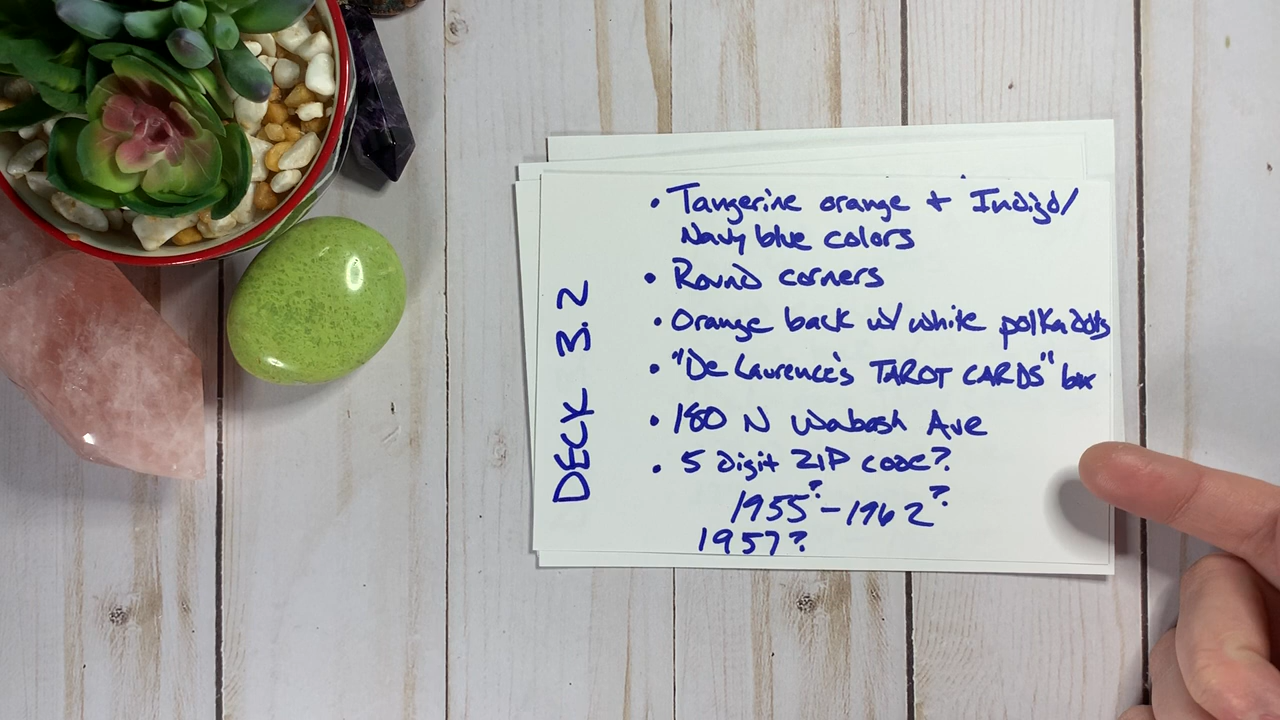 DECK 3.2
• Tangerine orange + Indigo/
Navy blue colors
• Round corners
• Orange back w/ white polkadots
• "De Laurence's TAROT CARDS" box
• 180 N Wabash Ave
• 5 Digit ZIP code?
1955?-1962?
1957?